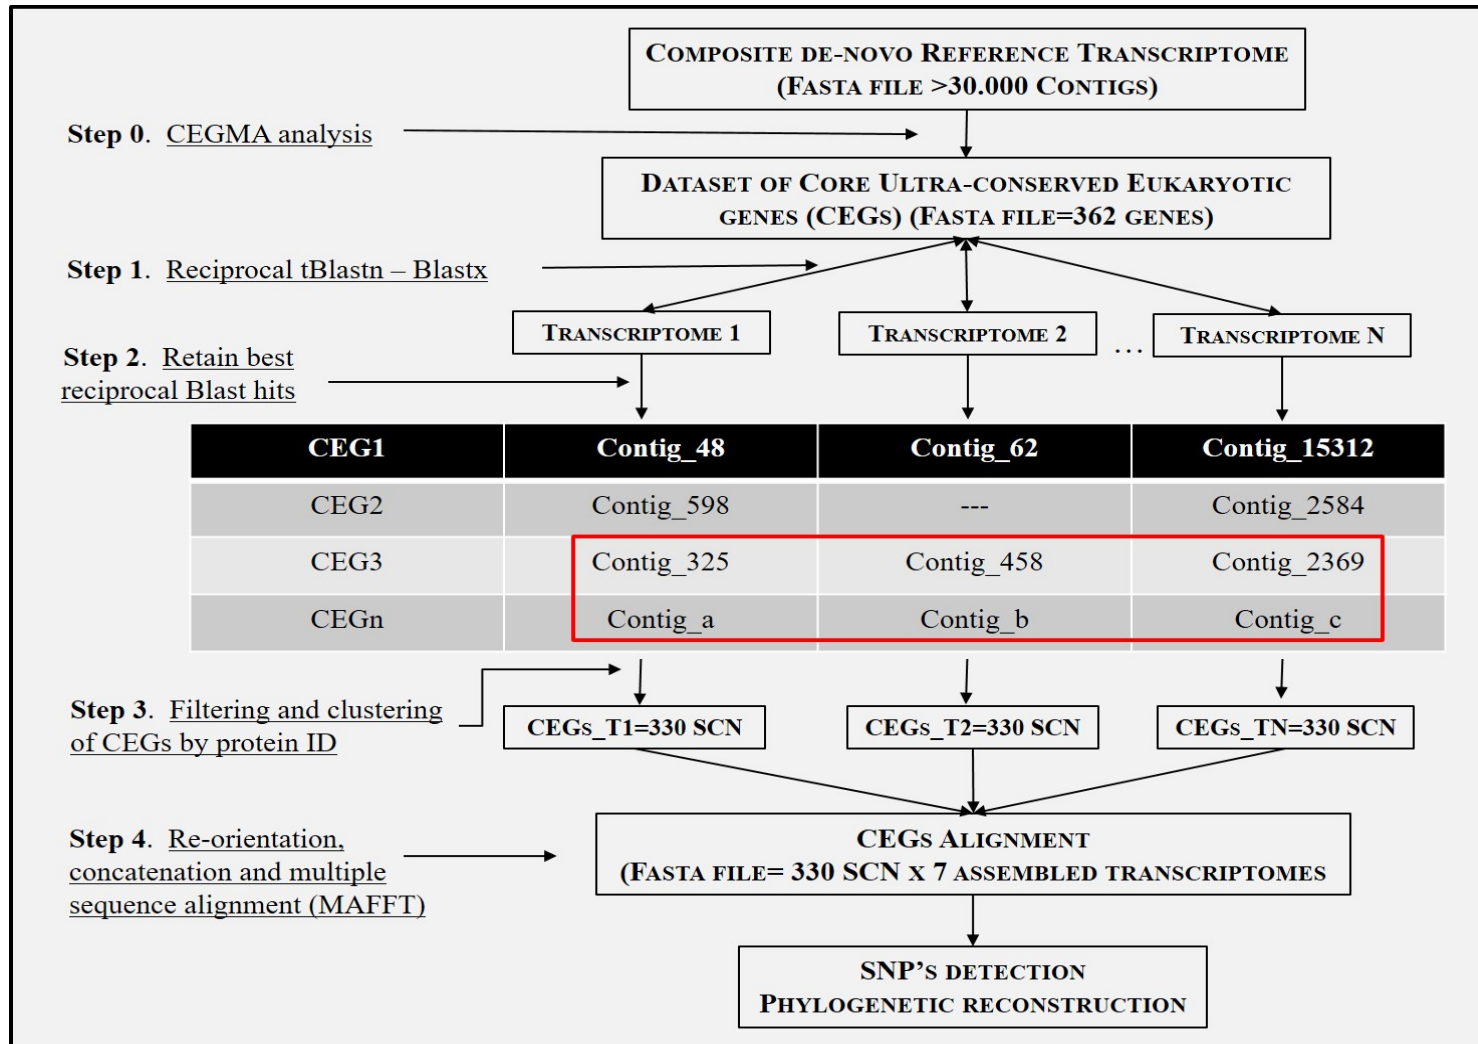 COMPOSITE DE-NOVO REFERENCE TRANSCRIPTOME
(FASTA FILE >30.000 CONTIGS)
Step 0. CEGMA analysis
DATASET OF CORE ULTRA-CONSERVED EUKARYOTIC
GENES (CEGS) (FASTA FILE=362 GENES)
Step 1. Reciprocal tBlastn – Blastx
TRANSCRIPTOME 1
TRANSCRIPTOME 2
...
TRANSCRIPTOME N
Step 2. Retain best
reciprocal Blast hits
CEG1 Contig_48 Contig_62 Contig_15312
CEG2 Contig_598 --- Contig_2584
CEG3 Contig_325 Contig_458 Contig_2369
CEGn Contig_a Contig_b Contig_c
Step 3. Filtering and clustering
of CEGs by protein ID
CEGS_T1=330 SCN
CEGS_T2=330 SCN
CEGS_TN=330 SCN
Step 4. Re-orientation,
concatenation and multiple
sequence alignment (MAFFT)
CEGS ALIGNMENT
(FASTA FILE= 330 SCN X 7 ASSEMBLED TRANSCRIPTOMES
SNP'S DETECTION
PHYLOGENETIC RECONSTRUCTION